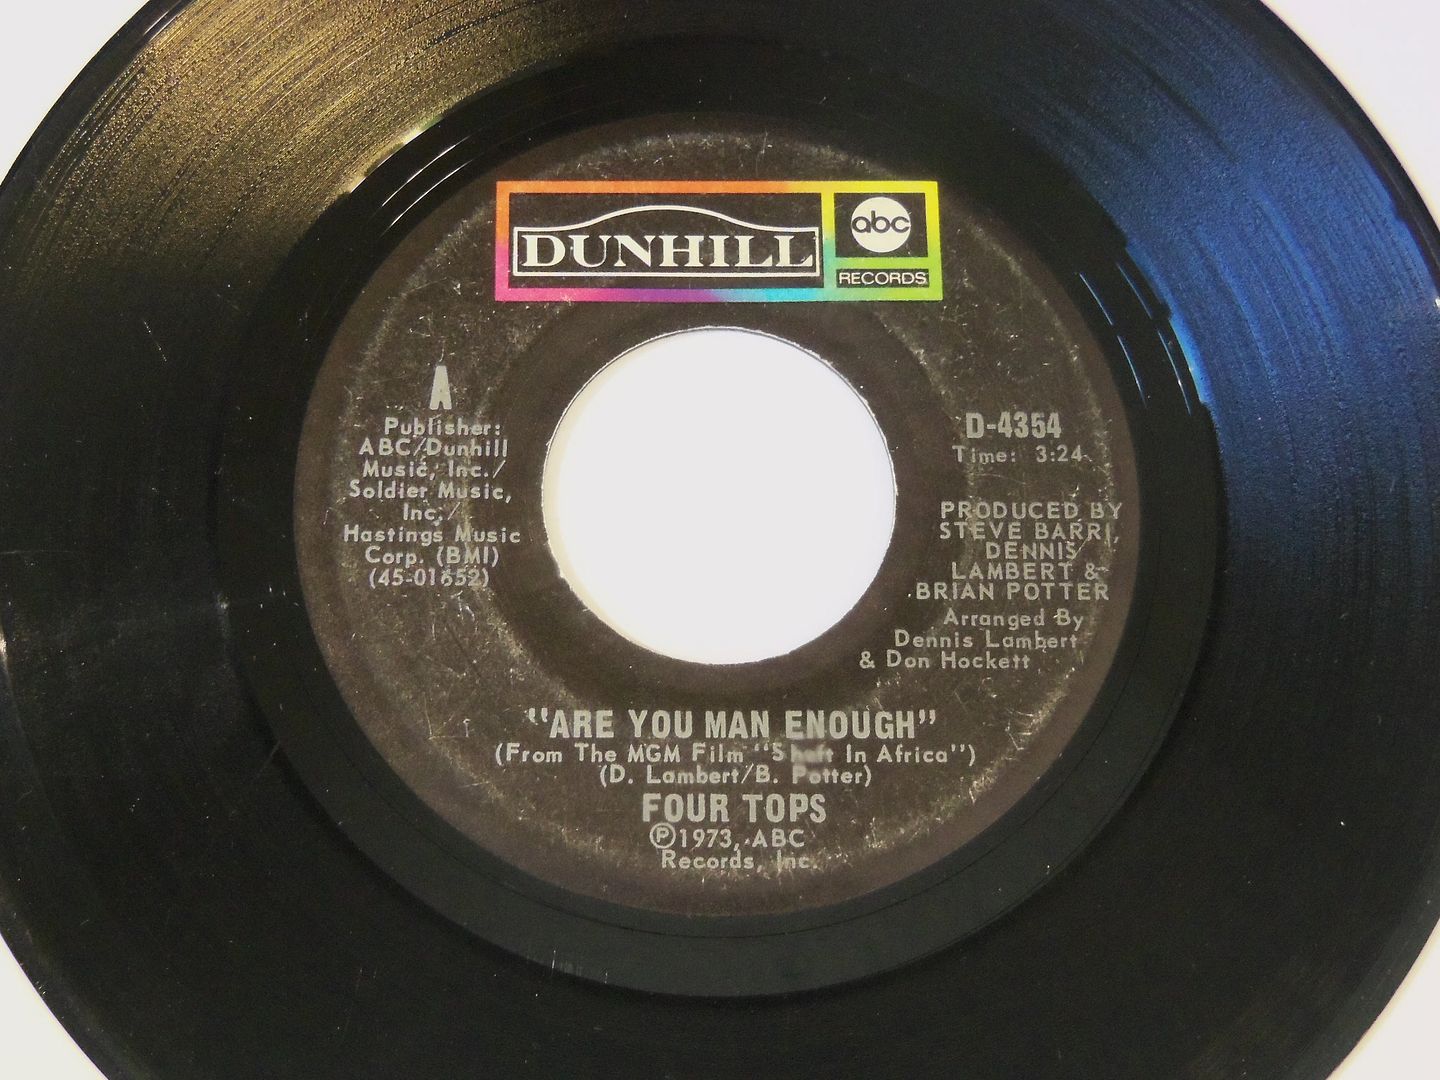 DUNHILL
abc
RECORDS
A
Publisher:
ABC/Dunhill
Music, Inc./
Soldier Music,
Inc./
Hastings Music
Corp. (BMI)
(45-01652)
D-4354
Time: 3:24
PRODUCED BY
STEVE BARRI,
DENNIS
LAMBERT &
BRIAN POTTER
Arranged By
Dennis Lambert
& Don Hockett
"ARE YOU MAN ENOUGH"
(From The MGM Film "Shaft In Africa")
(D. Lambert/B. Potter)
FOUR TOPS
℗1973, ABC
Records, Inc.